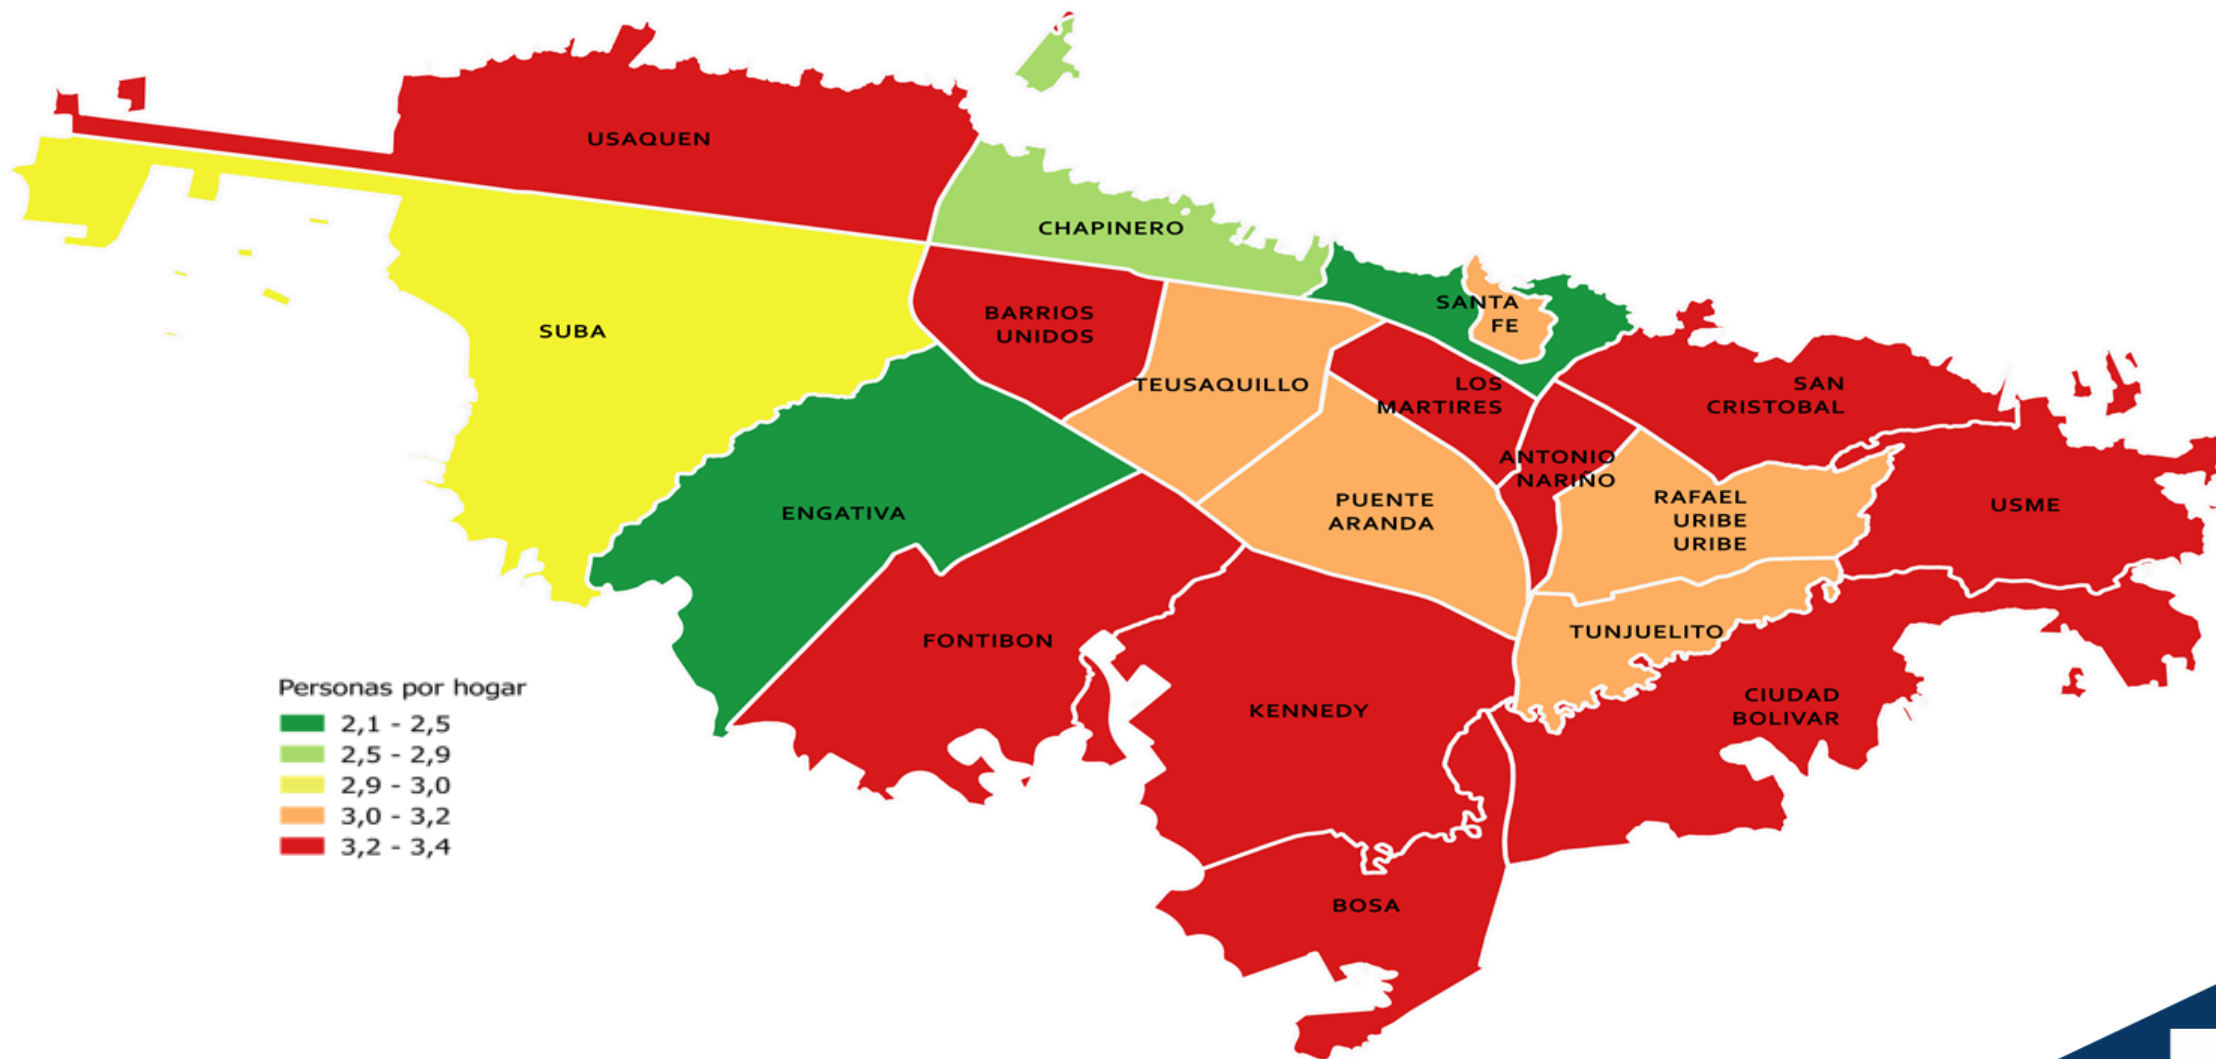 USAQUEN
CHAPINERO
SANTA
FE
BARRIOS
UNIDOS
SUBA
TEUSAQUILLO
LOS
MARTIRES
SAN
CRISTOBAL
ANTONIO
NARIÑO
ENGATIVA
PUENTE
ARANDA
RAFAEL
URIBE
URIBE
USME
FONTIBON
TUNJUELITO
KENNEDY
CIUDAD
BOLIVAR
BOSA
Personas por hogar
2,1 - 2,5
2,5 - 2,9
2,9 - 3,0
3,0 - 3,2
3,2 - 3,4